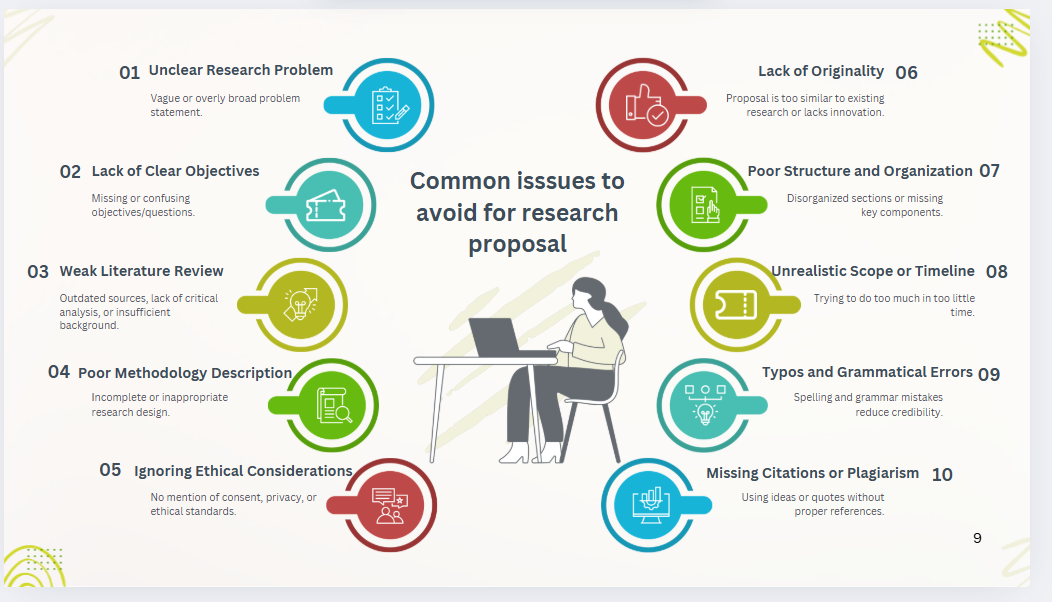 Common isssues to
avoid for research
proposal
01 Unclear Research Problem
Vague or overly broad problem
statement.
02 Lack of Clear Objectives
Missing or confusing
objectives/questions.
03 Weak Literature Review
Outdated sources, lack of critical
analysis, or insufficient
background.
04 Poor Methodology Description
Incomplete or inappropriate
research design.
05 Ignoring Ethical Considerations
No mention of consent, privacy, or
ethical standards.
Lack of Originality 06
Proposal is too similar to existing
research or lacks innovation.
Poor Structure and Organization 07
Disorganized sections or missing
key components.
Unrealistic Scope or Timeline 08
Trying to do too much in too little
time.
Typos and Grammatical Errors 09
Spelling and grammar mistakes
reduce credibility.
Missing Citations or Plagiarism 10
Using ideas or quotes without
proper references.
9